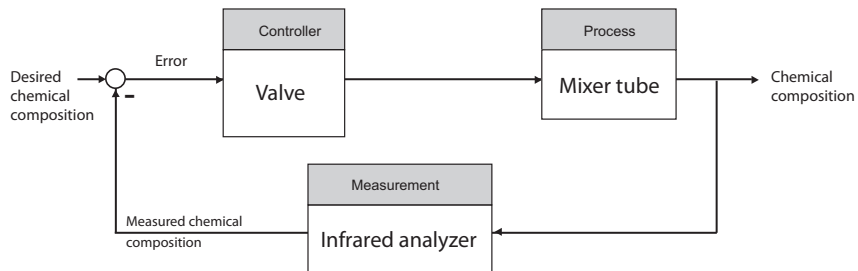 Controller
Process
Error
Desired
chemical
composition
Valve
Mixer tube
Chemical
composition
-
Measurement
Measured chemical
composition
Infrared analyzer